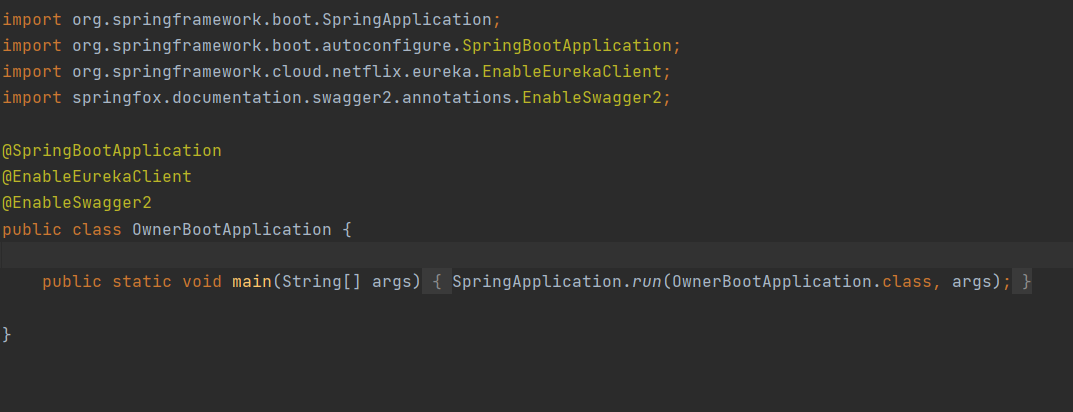 import org.springframework.boot.SpringApplication;
import org.springframework.boot.autoconfigure.SpringBootApplication;
import org.springframework.cloud.netflix.eureka.EnableEurekaClient;
import springfox.documentation.swagger2.annotations.EnableSwagger2;
@SpringBootApplication
@EnableEurekaClient
@EnableSwagger2
public class OwnerBootApplication {
public static void main(String[] args) { SpringApplication.run(OwnerBootApplication.class, args); }
}